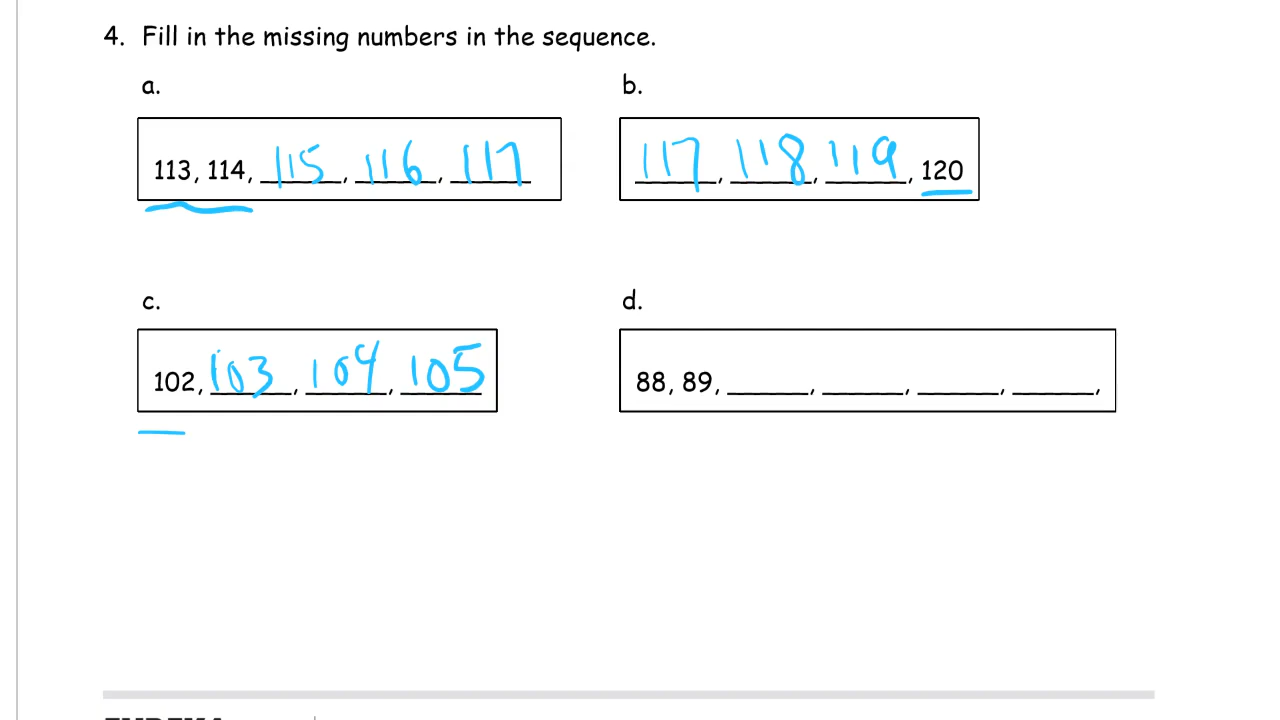 4. Fill in the missing numbers in the sequence.
a.
b.
113, 114, 115, 116, 117
117, 118, 119, 120
c.
d.
102, 103, 104, 105
88, 89, ______, ______, ______, ______,